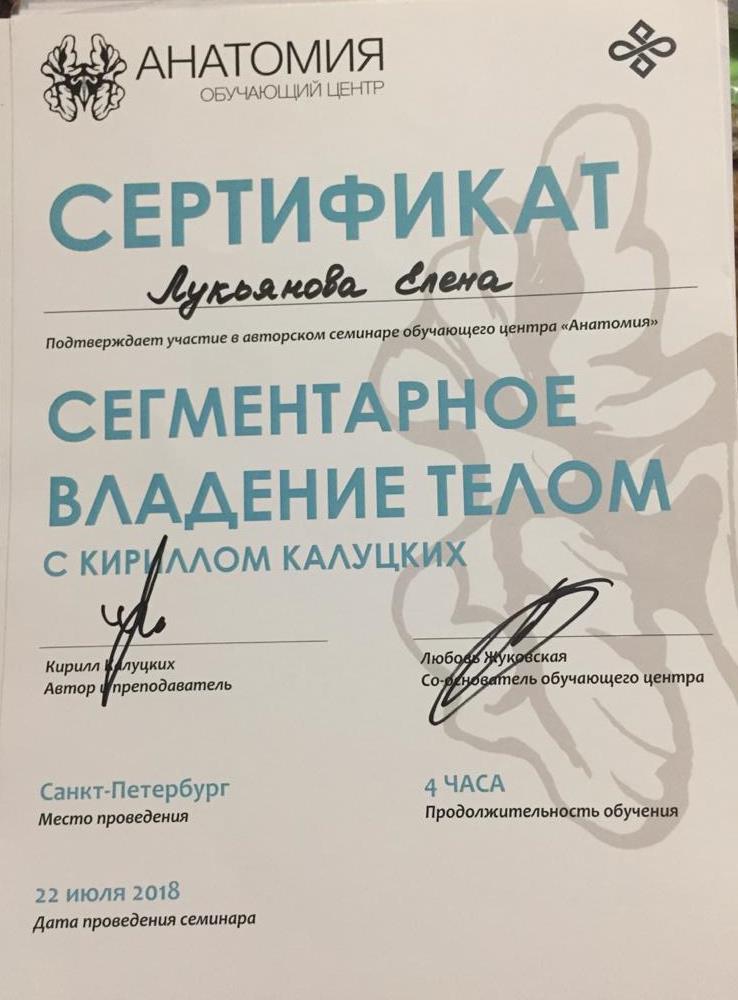 АНАТОМИЯ
ОБУЧАЮЩИЙ ЦЕНТР
СЕРТИФИКАТ
Лукьянова Елена
Подтверждает участие в авторском семинаре обучающего центра «Анатомия»
СЕГМЕНТАРНОЕ
ВЛАДЕНИЕ ТЕЛОМ
С КИРИЛЛОМ КАЛУЦКИХ
Кирилл Калуцких
Автор и преподаватель
Любовь Жуковская
Со-основатель обучающего центра
Санкт-Петербург
Место проведения
4 ЧАСА
Продолжительность обучения
22 июля 2018
Дата проведения семинара